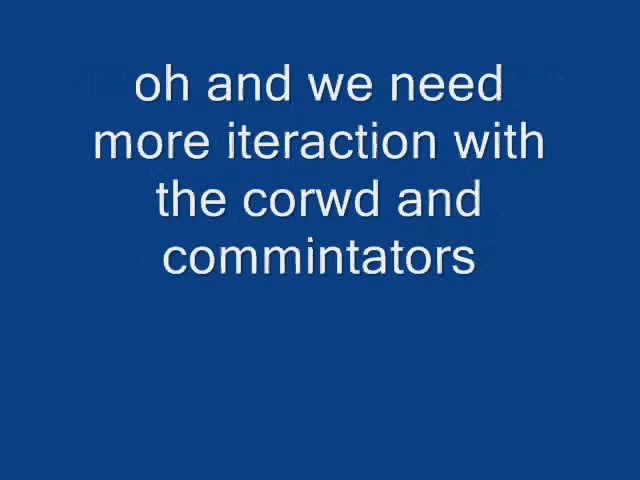 oh and we need
more iteraction with
the corwd and
commintators